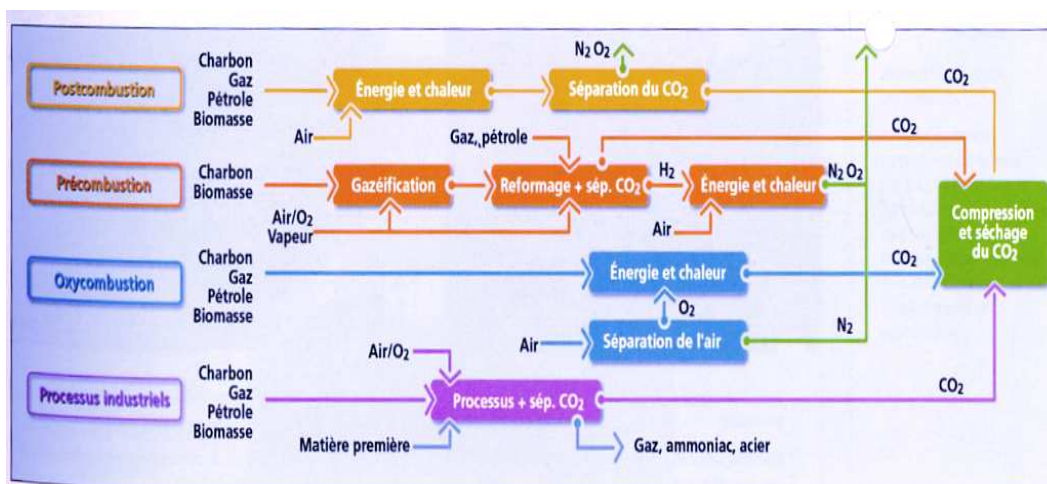 N2 O2
Charbon
Gaz
Pétrole
Biomasse
Postcombustion
Énergie et chaleur
Séparation du CO2
CO2
Air
Gaz, pétrole
CO2
Précombustion
Charbon
Biomasse
Gazéification
Reformage + sép. CO2
H2
Énergie et chaleur
N2 O2
Air/O2
Vapeur
Air
Compression
et séchage
du CO2
Oxycombustion
Charbon
Gaz
Pétrole
Biomasse
Énergie et chaleur
CO2
O2
Air
Séparation de l'air
N2
Air/O2
Processus industriels
Charbon
Gaz
Pétrole
Biomasse
Processus + sép. CO2
CO2
Matière première
Gaz, ammoniac, acier